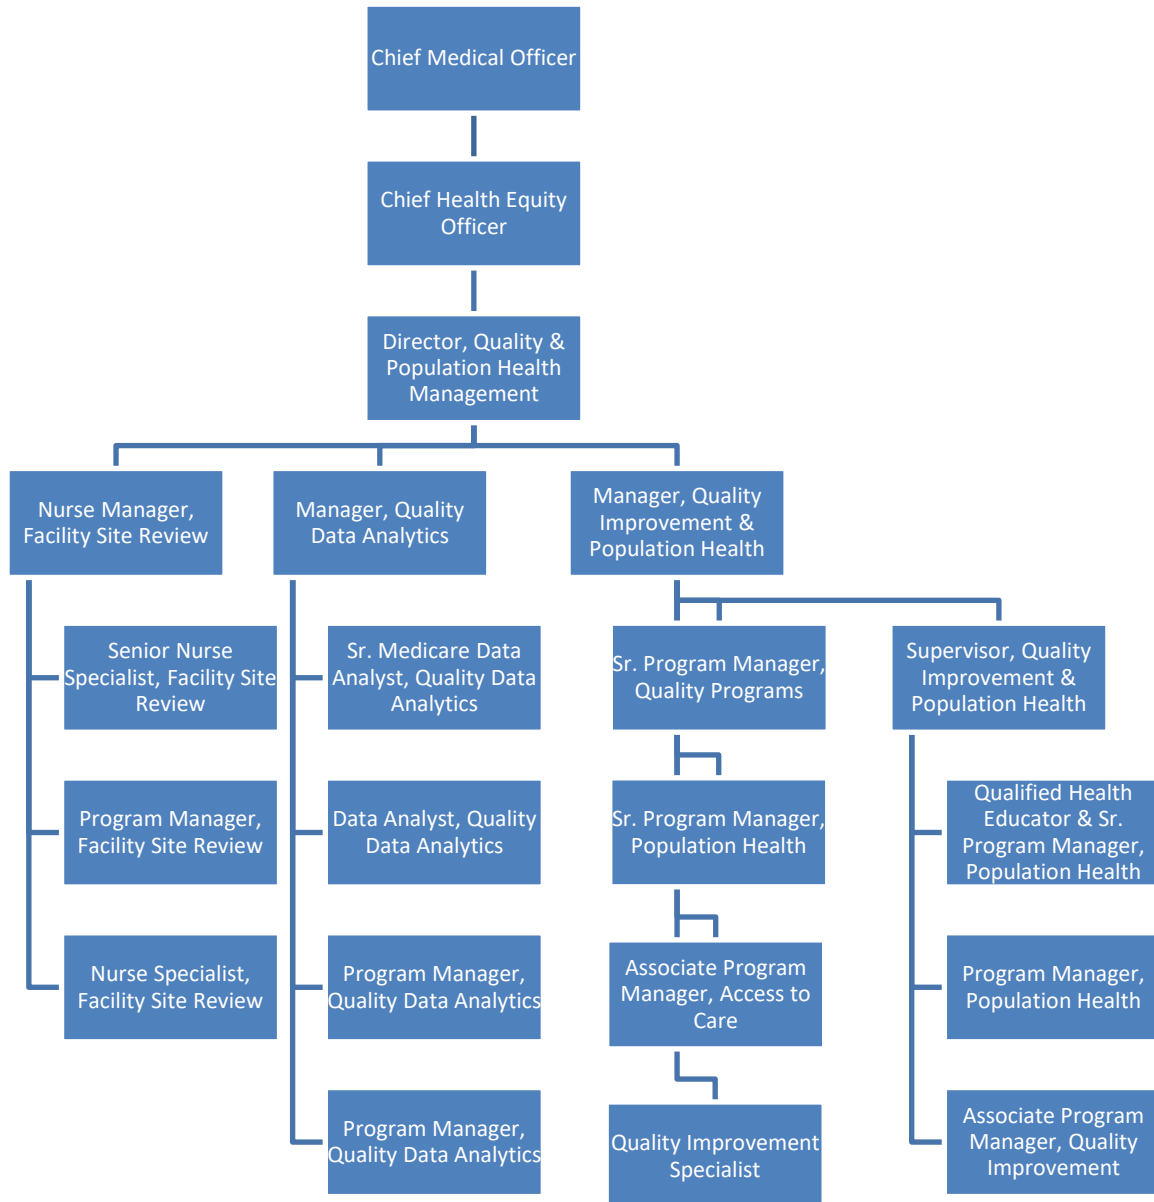 Chief Medical Officer
Chief Health Equity
Officer
Director, Quality &
Population Health
Management
Nurse Manager,
Facility Site Review
Manager, Quality
Data Analytics
Manager, Quality
Improvement &
Population Health
Senior Nurse
Specialist, Facility Site
Review
Sr. Medicare Data
Analyst, Quality Data
Analytics
Sr. Program Manager,
Quality Programs
Supervisor, Quality
Improvement &
Population Health
Program Manager,
Facility Site Review
Data Analyst, Quality
Data Analytics
Sr. Program Manager,
Population Health
Qualified Health
Educator & Sr.
Program Manager,
Population Health
Nurse Specialist,
Facility Site Review
Program Manager,
Quality Data Analytics
Associate Program
Manager, Access to
Care
Program Manager,
Population Health
Program Manager,
Quality Data Analytics
Quality Improvement
Specialist
Associate Program
Manager, Quality
Improvement